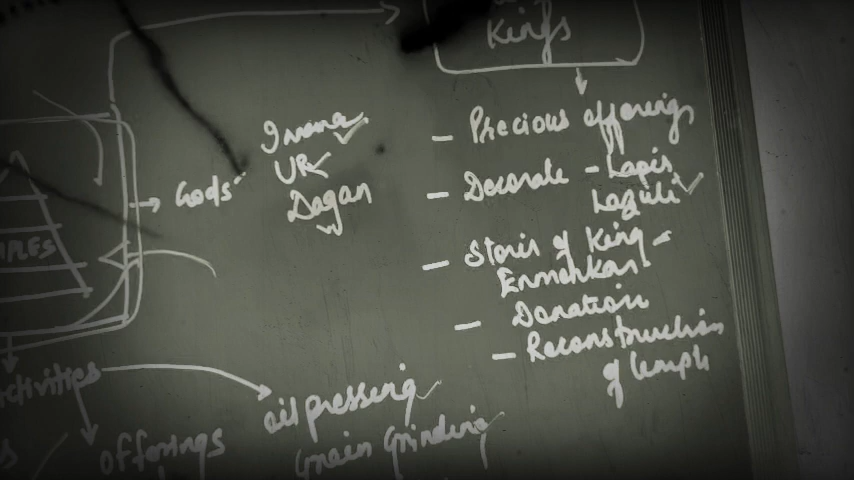 Kings
Precious offering
Inana
UR
Gods
Decorate - Lapis
Lazuli
Dagan
Storis of King -
Enmerkar
Donation
Reconstruction
of temple
activities
oil pressing
offerings
Grain Grinding